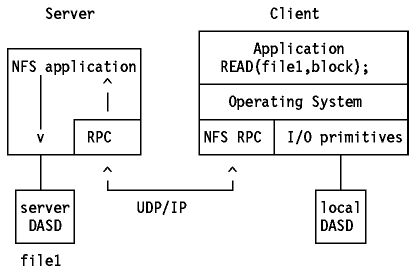 Server
Client
NFS application
Application
READ(file1,block);
Operating System
RPC
NFS RPC
I/O primitives
UDP/IP
server
DASD
local
DASD
file1